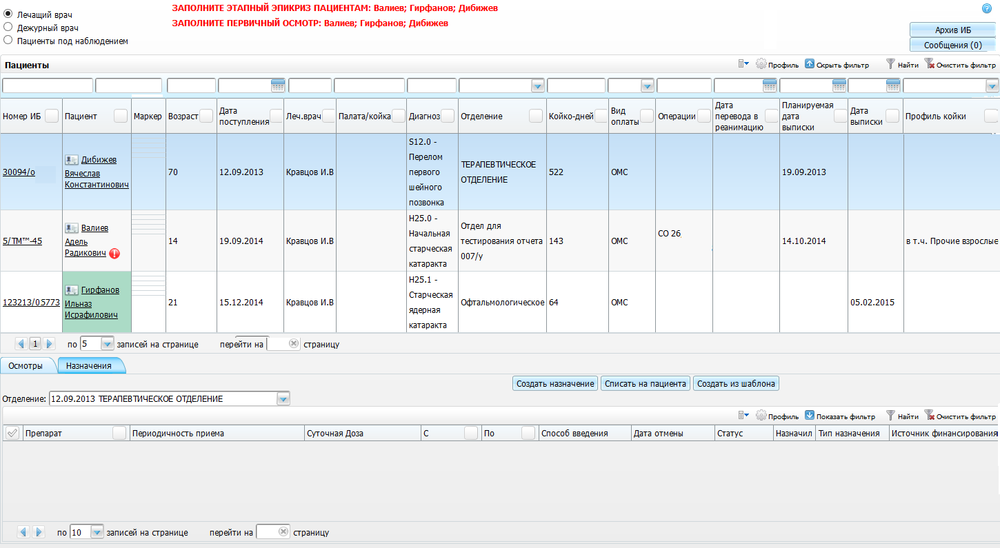 Лечащий врач
Дежурный врач
Пациенты под наблюдением
ЗАПОЛНИТЕ ЭТАПНЫЙ ЭПИКРИЗ ПАЦИЕНТАМ: Валиев; Гирфанов; Дибижев
ЗАПОЛНИТЕ ПЕРВИЧНЫЙ ОСМОТР: Валиев; Гирфанов; Дибижев
?
Архив ИБ
Сообщения (0)
Пациенты
Профиль Скрыть фильтр Найти Очистить фильтр
Номер ИБ
Пациент
Маркер
Возраст
Дата
поступления
Леч.врач
Палата/койка
Диагноз
Отделение
Койко-дней
Вид
оплаты
Операции
Дата
перевода в
реанимацию
Планируемая
дата
выписки
Дата
выписки
Профиль койки
30094/о
Дибижев
Вячеслав
Константинович
70
12.09.2013
Кравцов И.В
S12.0 -
Перелом
первого
шейного
позвонка
ТЕРАПЕВТИЧЕСКОЕ
ОТДЕЛЕНИЕ
522
ОМС
19.09.2013
5/ТМ™-45
Валиев
Адель
Радикович
14
19.09.2014
Кравцов И.В
H25.0 -
Начальная
старческая
катаракта
Отдел для
тестирования отчета
007/у
143
ОМС
СО 26
14.10.2014
в т.ч. Прочие взрослые
123213/05773
Гирфанов
Ильназ
Исрафилович
21
15.12.2014
Кравцов И.В
H25.1 -
Старческая
ядерная
катаракта
Офтальмологическое
64
ОМС
05.02.2015
1 по 5 записей на странице перейти на страницу
Осмотры Назначения
Создать назначение Списать на пациента Создать из шаблона
Отделение: 12.09.2013 ТЕРАПЕВТИЧЕСКОЕ ОТДЕЛЕНИЕ
Профиль Показать фильтр Найти Очистить фильтр
Препарат Периодичность приема Суточная Доза С По Способ введения Дата отмены Статус Назначил Тип назначения Источник финансирования
по 10 записей на странице перейти на страницу